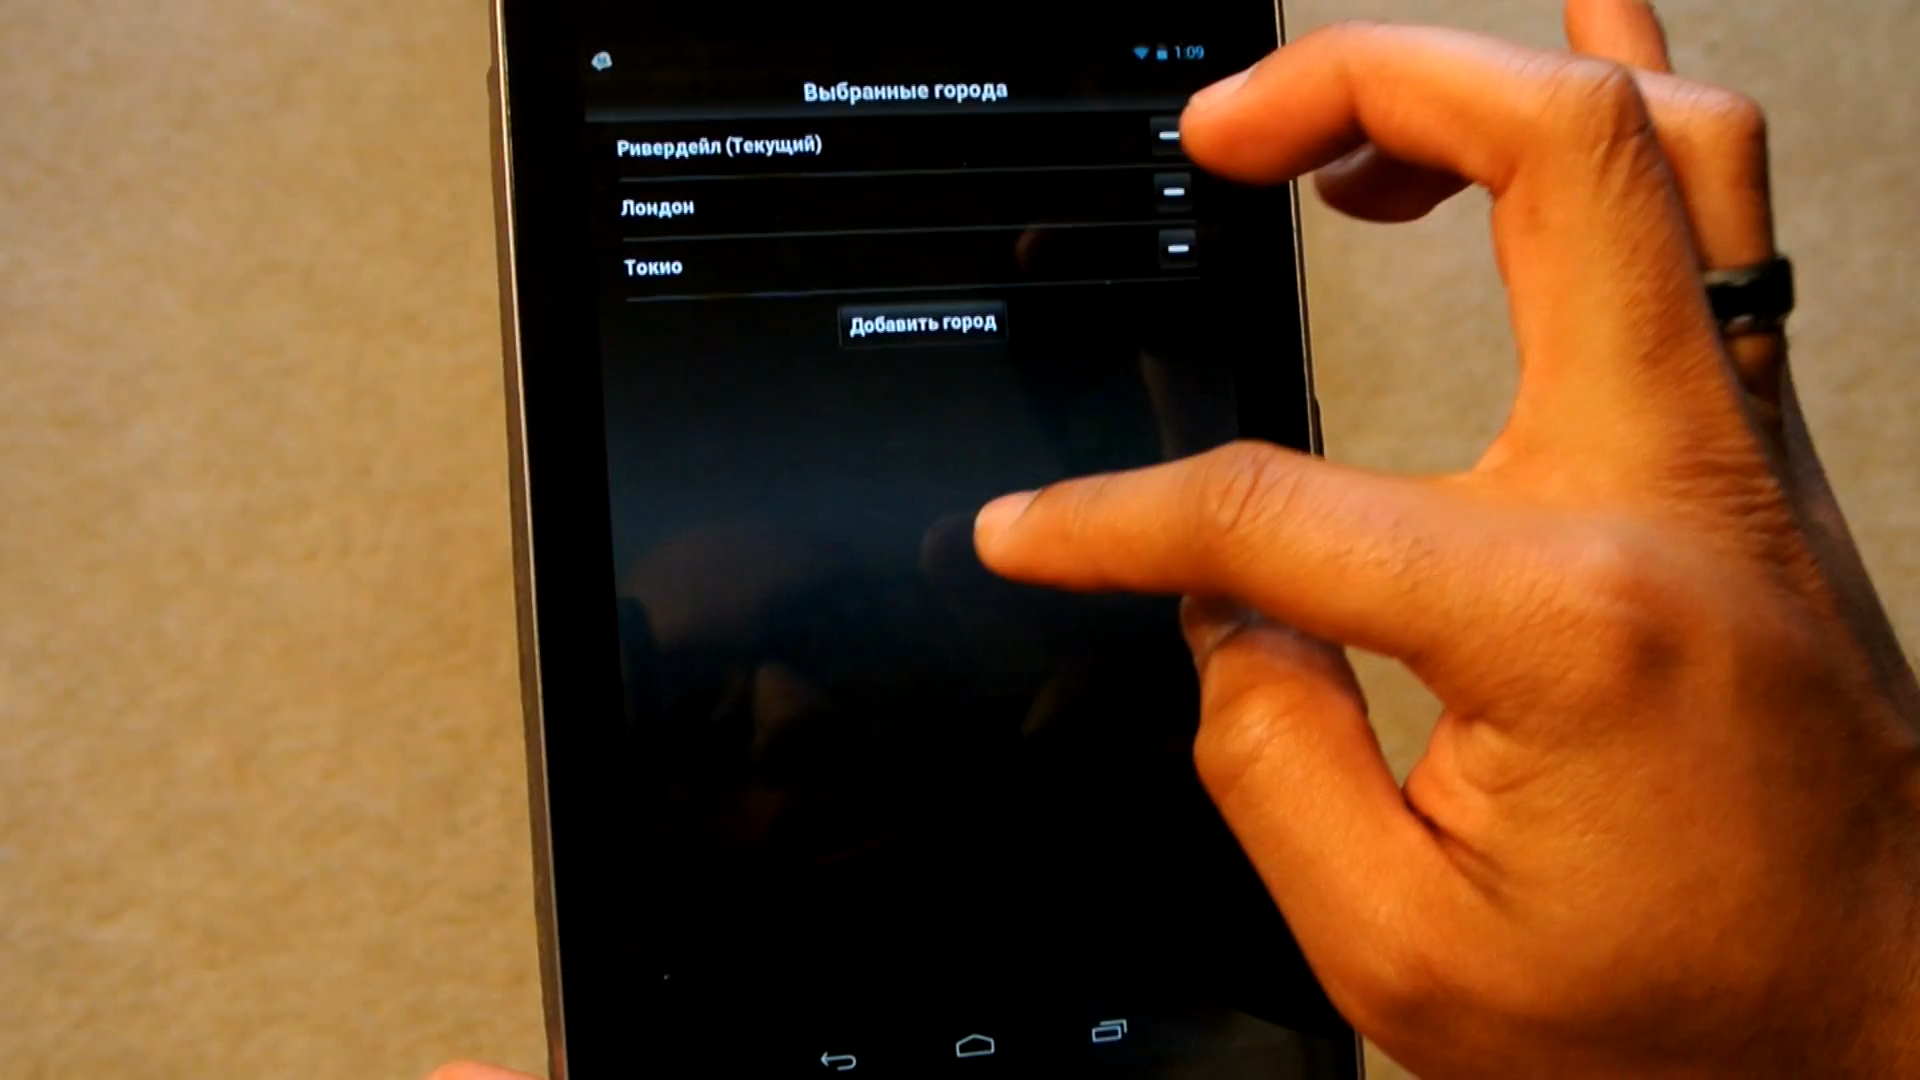 1:09
Выбранные города
Ривердейл (Текущий)
Лондон
Токио
Добавить город